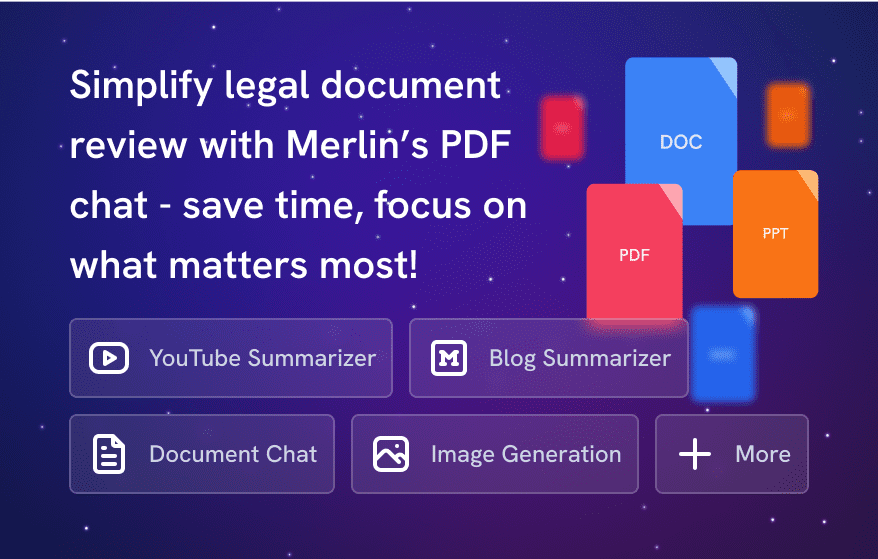 Simplify legal document
review with Merlin’s PDF
chat - save time, focus on
what matters most!
DOC
PDF
PPT
YouTube Summarizer
Blog Summarizer
Document Chat
Image Generation
More